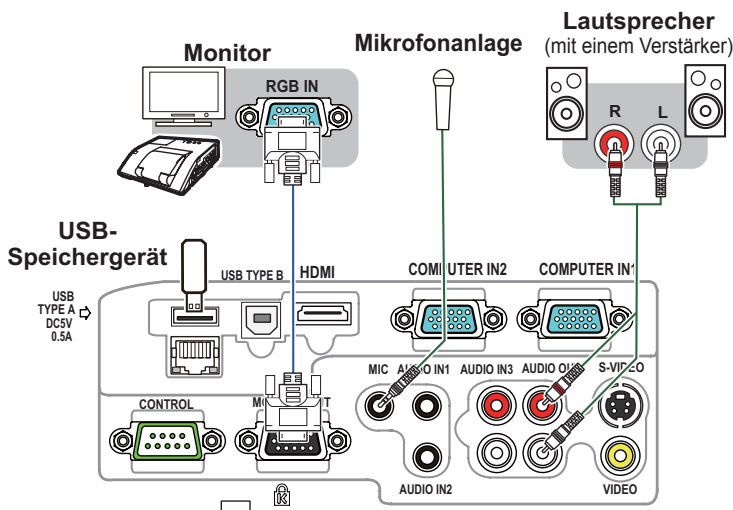 Monitor
RGB IN
Mikrofonanlage
Lautsprecher
(mit einem Verstärker)
R
L
USB-
Speichergerät
USB
TYPE A
DC5V
0.5A
USB TYPE B
HDMI
COMPUTER IN2
COMPUTER IN1
MIC
AUDIO IN1
AUDIO IN3
AUDIO OUT
S-VIDEO
CONTROL
AUDIO IN2
VIDEO
K